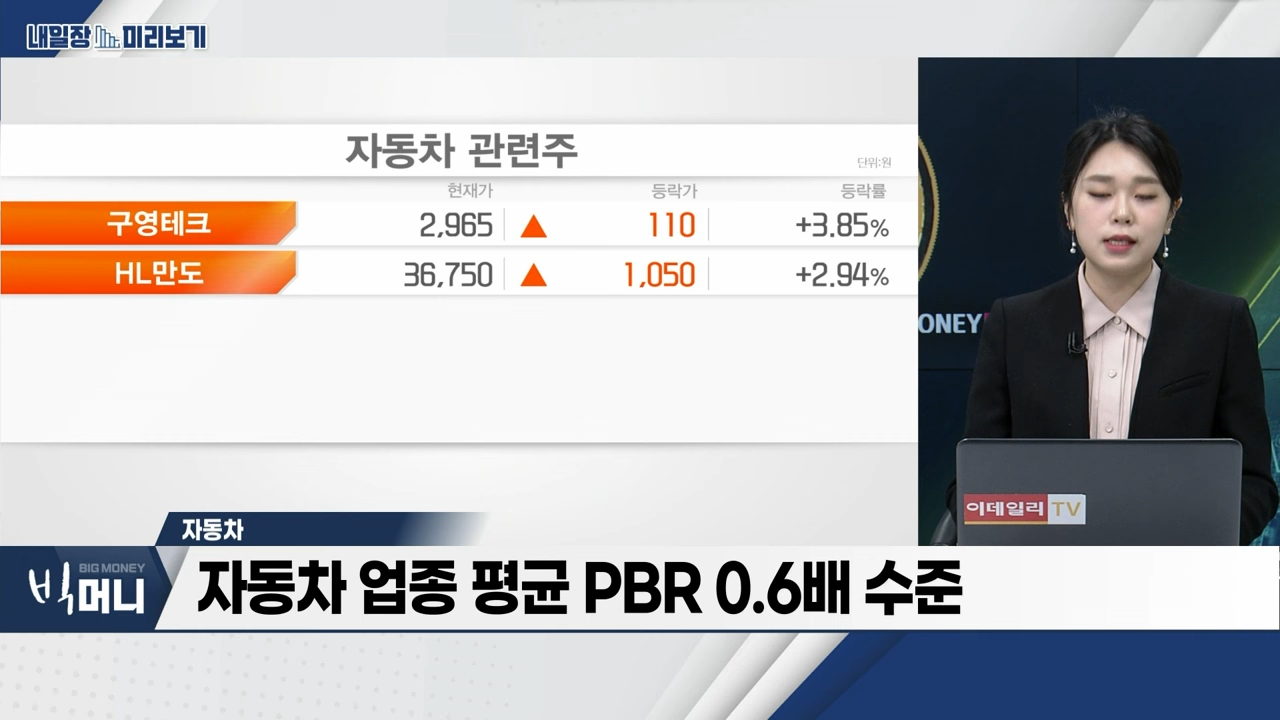 내일장 미리보기
자동차 관련주
단위:원
현재가 등락가 등락률
구영테크 2,965 ▲ 110 +3.85%
HL만도 36,750 ▲ 1,050 +2.94%
ONEY
이데일리 TV
자동차
BIG MONEY
빅머니
자동차 업종 평균 PBR 0.6배 수준